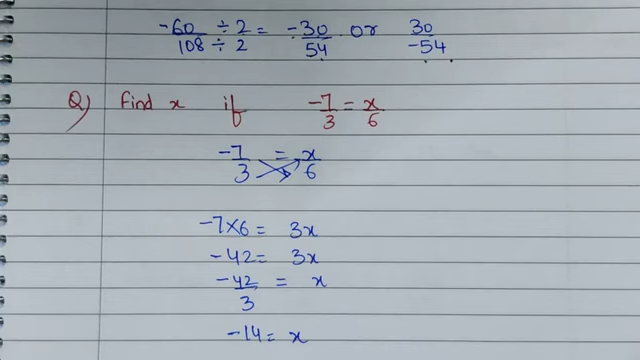 -60/108 ÷ 2/÷ 2 = -30/54 or 30/-54
Q) Find x if -7/3 = x/6
-7/3 = x/6
-7×6 = 3x
-42 = 3x
-42/3 = x
-14 = x